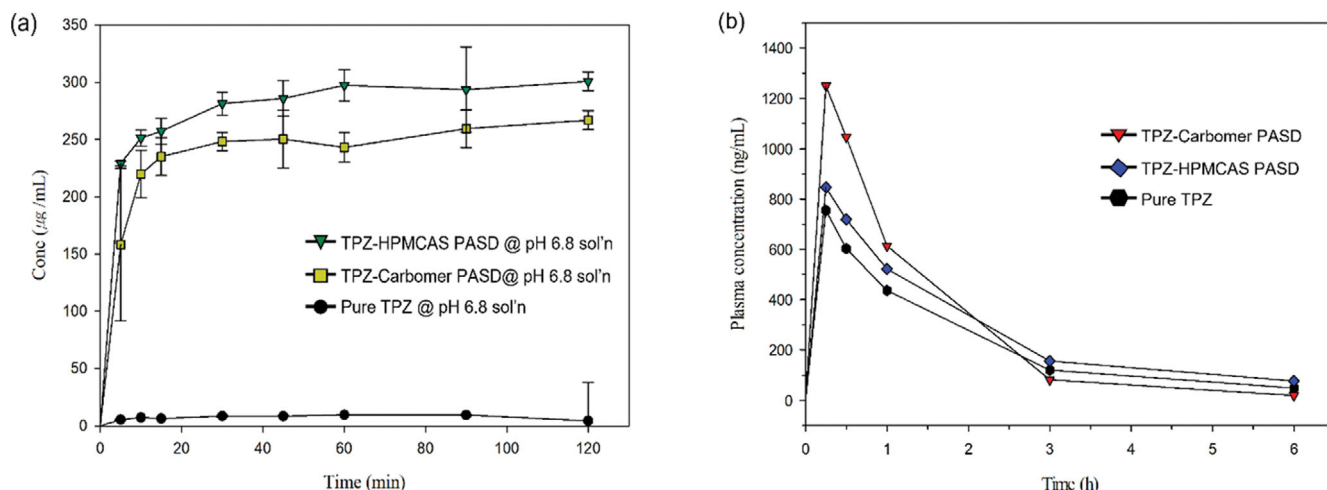 (a)
350
300
250
200
150
100
50
0
Conc (µg /mL)
TPZ-HPMCAS PASD @ pH 6.8 sol'n
TPZ-Carbomer PASD@ pH 6.8 sol'n
Pure TPZ @ pH 6.8 sol'n
0 20 40 60 80 100 120
Time (min)
(b)
1400
1200
1000
800
600
400
200
0
Plasma concentration (ng/mL)
TPZ-Carbomer PASD
TPZ-HPMCAS PASD
Pure TPZ
0 1 2 3 4 5 6
Time (h)